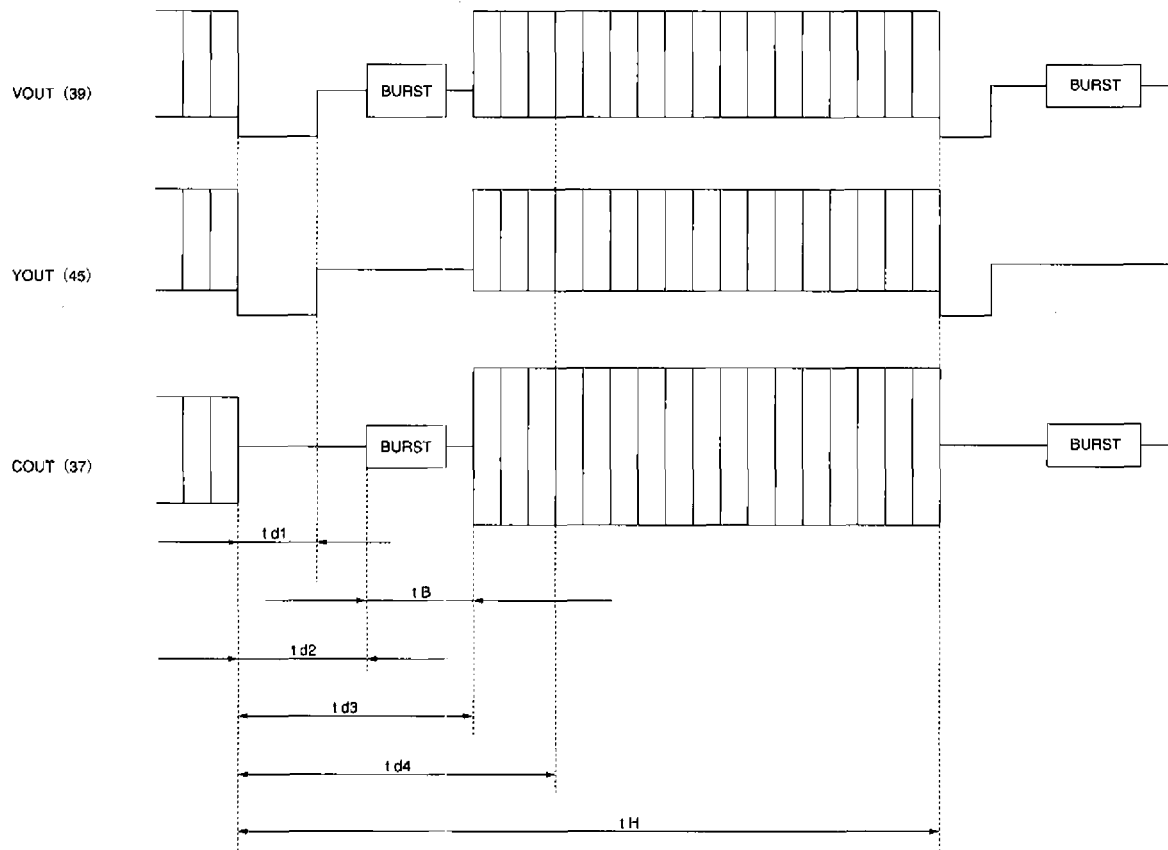 VOUT (39)
BURST
BURST
YOUT (45)
COUT (37)
BURST
BURST
t d1
t B
t d2
t d3
t d4
t H